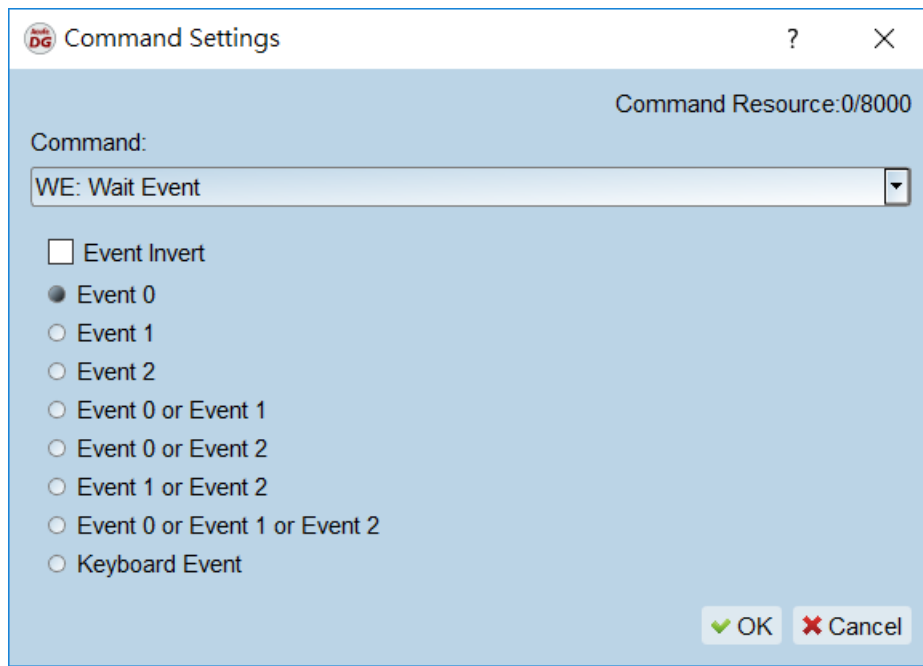 Acute
DG Command Settings
Command Resource:0/8000
Command:
WE: Wait Event
Event Invert
Event 0
Event 1
Event 2
Event 0 or Event 1
Event 0 or Event 2
Event 1 or Event 2
Event 0 or Event 1 or Event 2
Keyboard Event
OK Cancel